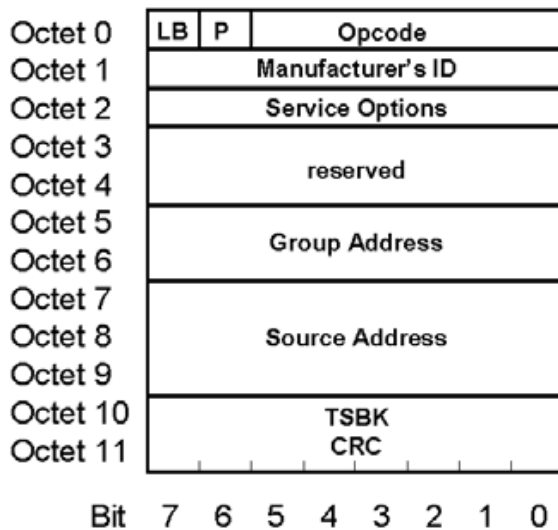 Octet 0 LB P Opcode
Octet 1 Manufacturer's ID
Octet 2 Service Options
Octet 3
reserved
Octet 4
Octet 5
Group Address
Octet 6
Octet 7
Octet 8 Source Address
Octet 9
Octet 10 TSBK
Octet 11 CRC
Bit 7 6 5 4 3 2 1 0